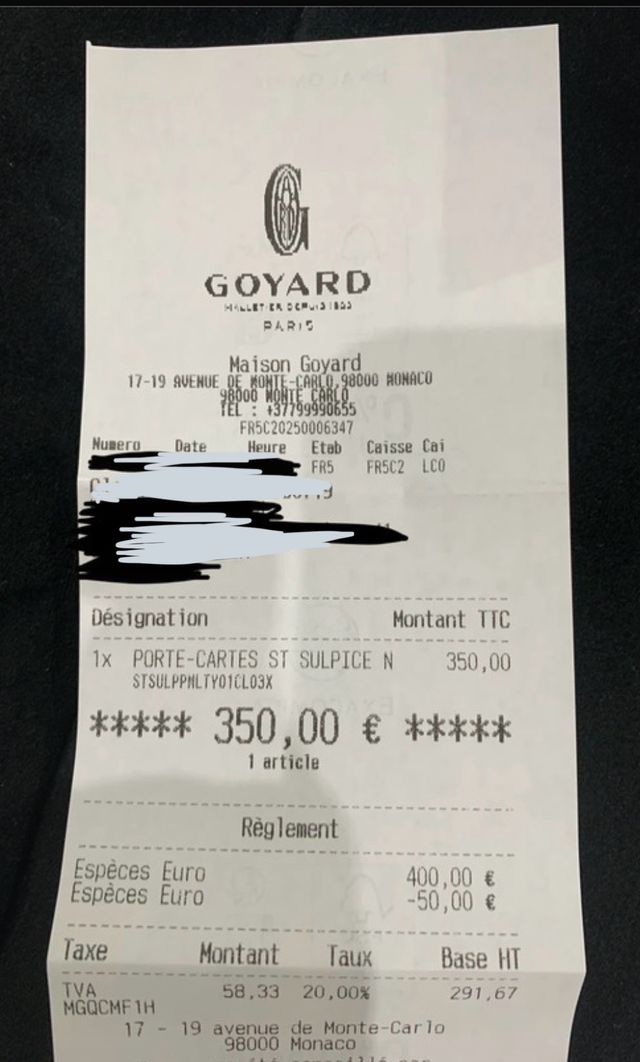 GOYARD
MALLETIER DEPUIS 1853
PARIS
Maison Goyard
17-19 AVENUE DE MONTE-CARLO,98000 MONACO
98000 MONTE CARLO
TEL : +37799990655
FR5C20250006347
Numero Date Heure Etab Caisse Cai
FR5 FR5C2 LCO
Désignation Montant TTC
1x PORTE-CARTES ST SULPICE N 350,00
STSULPPMLTY01CL03X
***** 350,00 € *****
1 article
Règlement
Espèces Euro 400,00 €
Espèces Euro -50,00 €
Taxe Montant Taux Base HT
TVA 58,33 20,00% 291,67
MGQCMF1H
17 - 19 avenue de Monte-Carlo
98000 Monaco